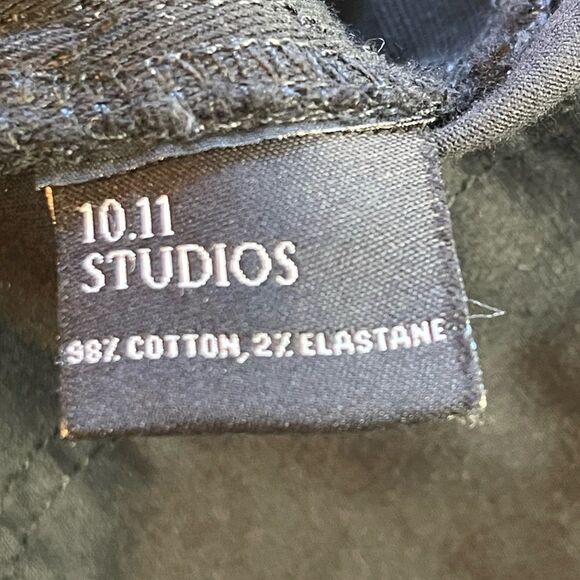 10.11
STUDIOS
98% COTTON, 2% ELASTANE